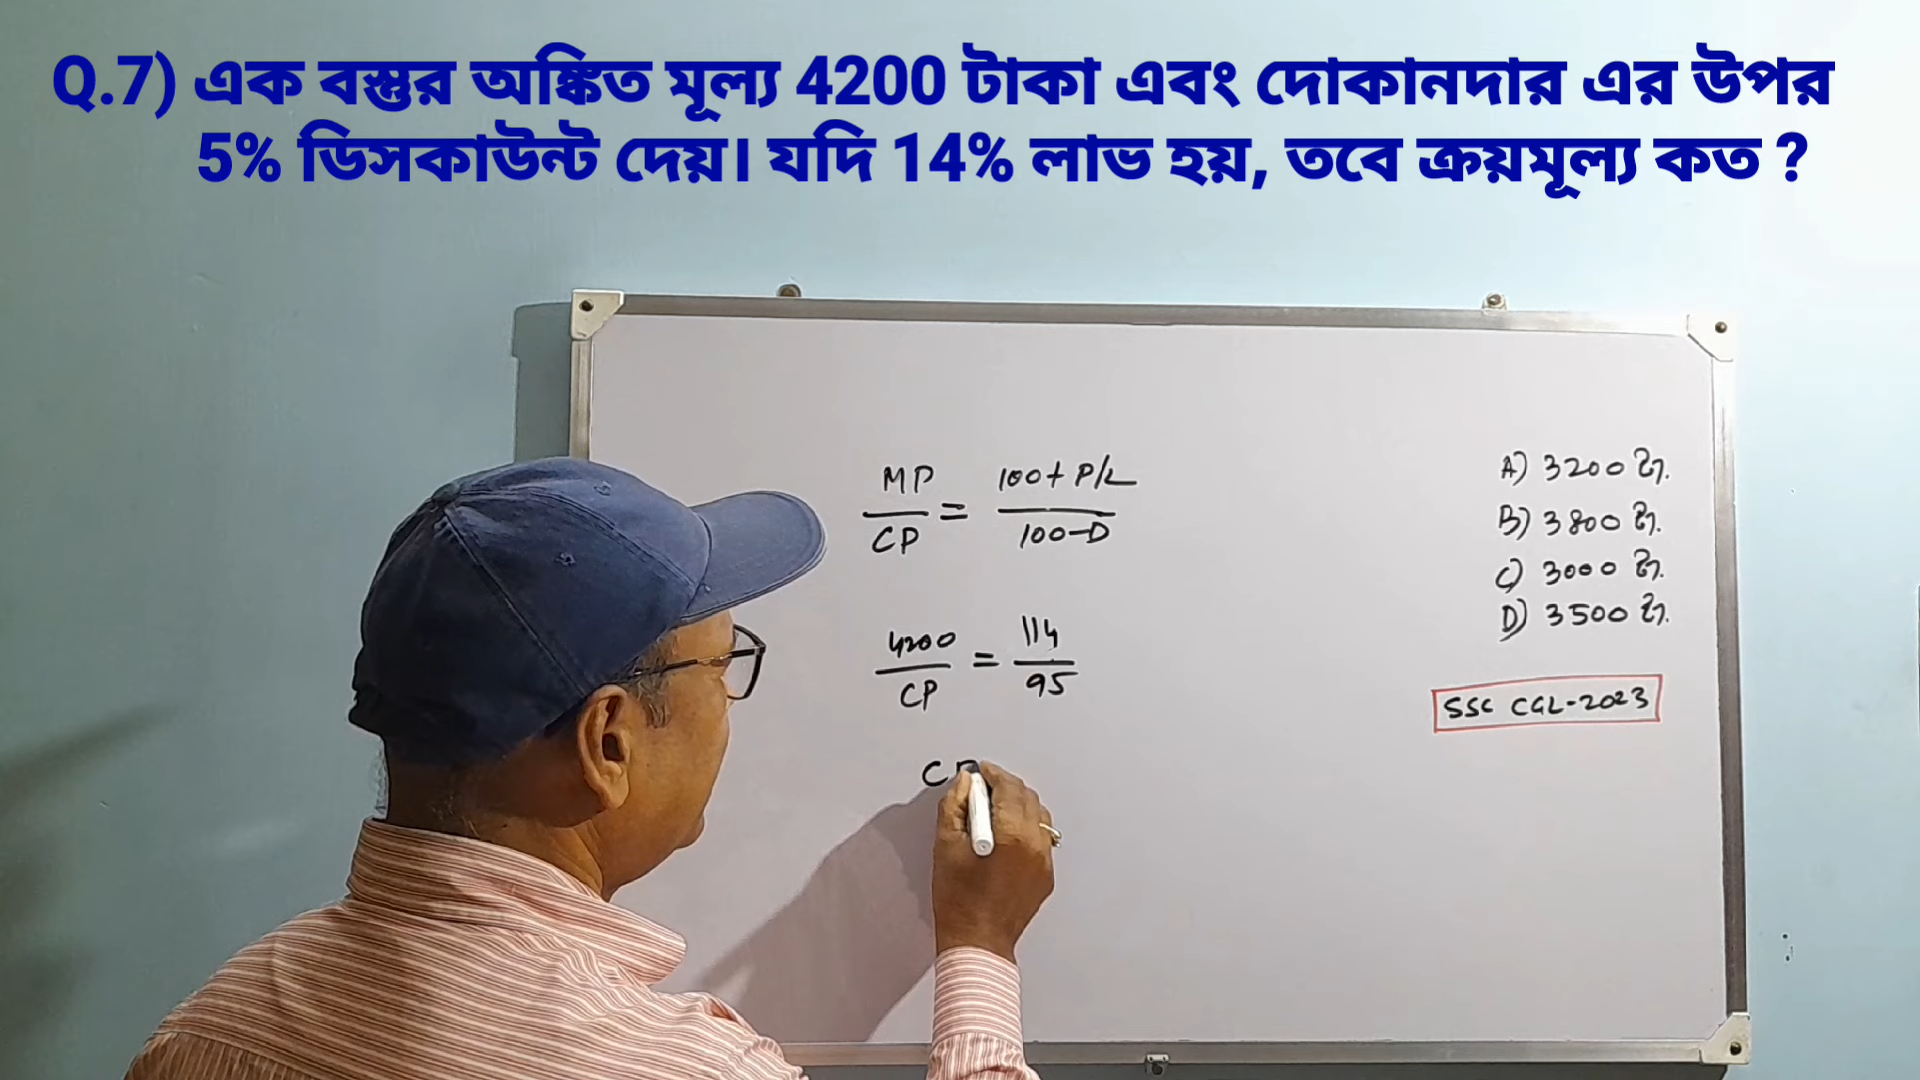 Q.7) এক বস্তুর অঙ্কিত মূল্য 4200 টাকা এবং দোকানদার এর উপর
5% ডিসকাউন্ট দেয়। যদি 14% লাভ হয়, তবে ক্রয়মূল্য কত ?
MP/CP = 100+P/L/100-D
4200/CP = 114/95
CP
A) 3200 টা.
B) 3800 টা.
C) 3000 টা.
D) 3500 টা.
SSC CGL-2023